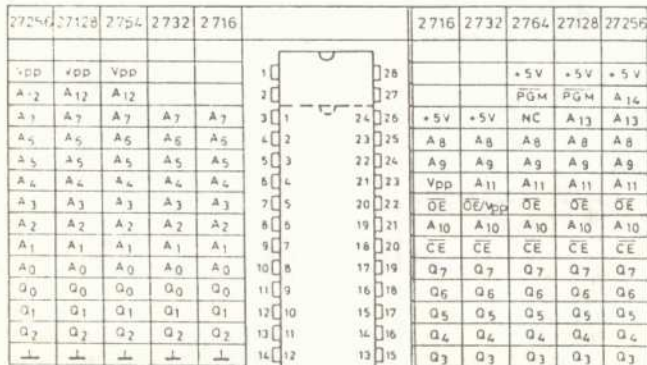 27256 27128 2764 2732 2716 2716 2732 2764 27128 27256
Vpp Vpp Vpp 1 28 +5V +5V +5V
A12 A12 A12 2 27 PGM PGM A14
A7 A7 A7 A7 A7 3 1 24 26 +5V +5V NC A13 A13
A6 A6 A6 A6 A6 4 2 23 25 A8 A8 A8 A8 A8
A5 A5 A5 A5 A5 5 3 22 24 A9 A9 A9 A9 A9
A4 A4 A4 A4 A4 6 4 21 23 Vpp A11 A11 A11 A11
A3 A3 A3 A3 A3 7 5 20 22 OE OE/Vpp OE OE OE
A2 A2 A2 A2 A2 8 6 19 21 A10 A10 A10 A10 A10
A1 A1 A1 A1 A1 9 7 18 20 CE CE CE CE CE
A0 A0 A0 A0 A0 10 8 17 19 Q7 Q7 Q7 Q7 Q7
Q0 Q0 Q0 Q0 Q0 11 9 16 18 Q6 Q6 Q6 Q6 Q6
Q1 Q1 Q1 Q1 Q1 12 10 15 17 Q5 Q5 Q5 Q5 Q5
Q2 Q2 Q2 Q2 Q2 13 11 14 16 Q4 Q4 Q4 Q4 Q4
14 12 13 15 Q3 Q3 Q3 Q3 Q3